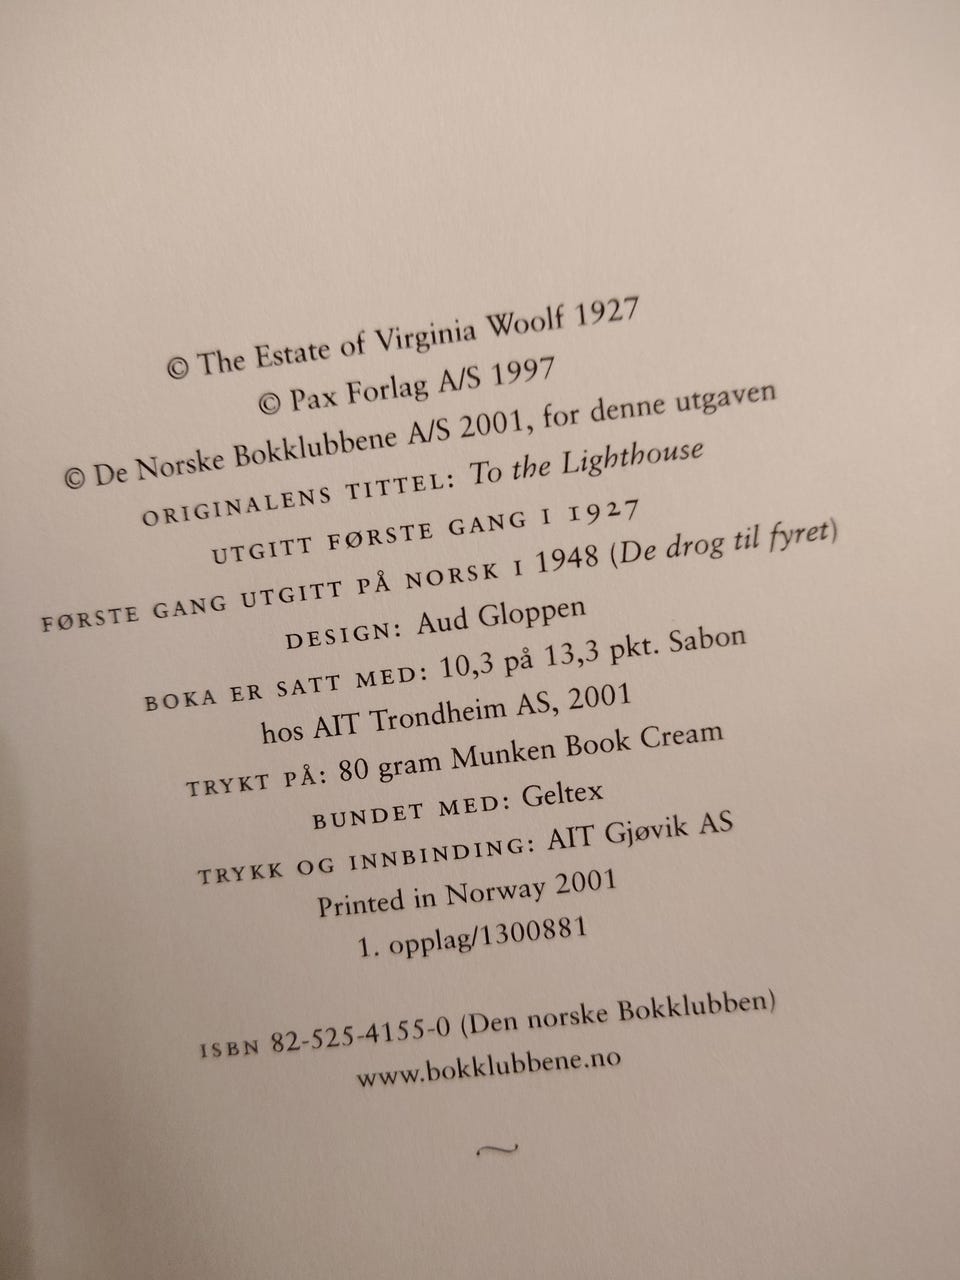 © The Estate of Virginia Woolf 1927
© Pax Forlag A/S 1997
© De Norske Bokklubbene A/S 2001, for denne utgaven
ORIGINALENS TITTEL: To the Lighthouse
UTGITT FØRSTE GANG I 1927
FØRSTE GANG UTGITT PÅ NORSK I 1948 (De drog til fyret)
DESIGN: Aud Gloppen
BOKA ER SATT MED: 10,3 på 13,3 pkt. Sabon
hos AIT Trondheim AS, 2001
TRYKT PÅ: 80 gram Munken Book Cream
BUNDET MED: Geltex
TRYKK OG INNBINDING: AIT Gjøvik AS
Printed in Norway 2001
1. opplag/1300881
ISBN 82-525-4155-0 (Den norske Bokklubben)
www.bokklubbene.no